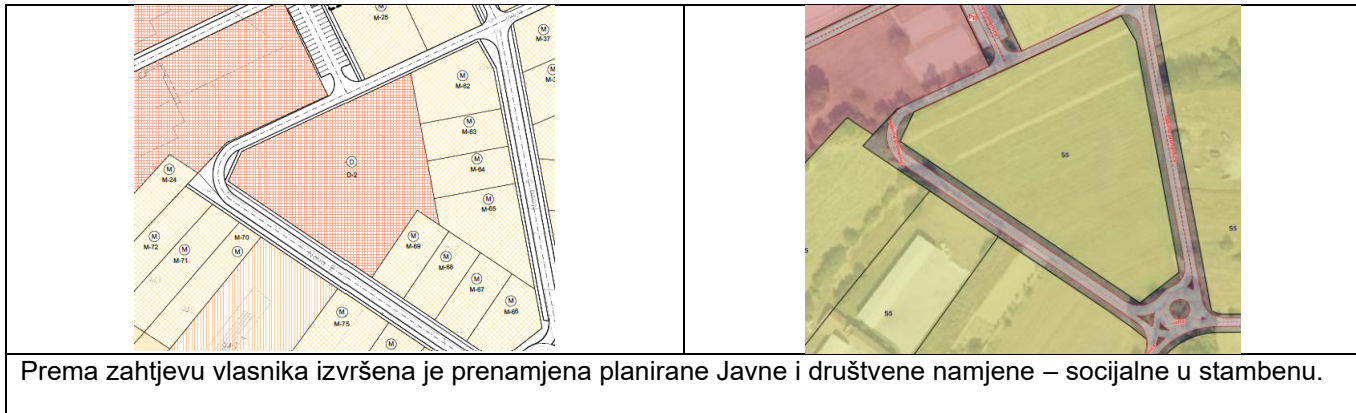 M
M-25
M
M-37
M
M-62
M
M-63
M
M-64
M
M-65
D
D-2
M
M-24
M
M-72
M
M-71
M-70
M
M
M-69
M
M-68
M
M-67
M
M-66
M
M-75
M
S5
S5
S5
S5
Prema zahtjevu vlasnika izvršena je prenamjena planirane Javne i društvene namjene – socijalne u stambenu.